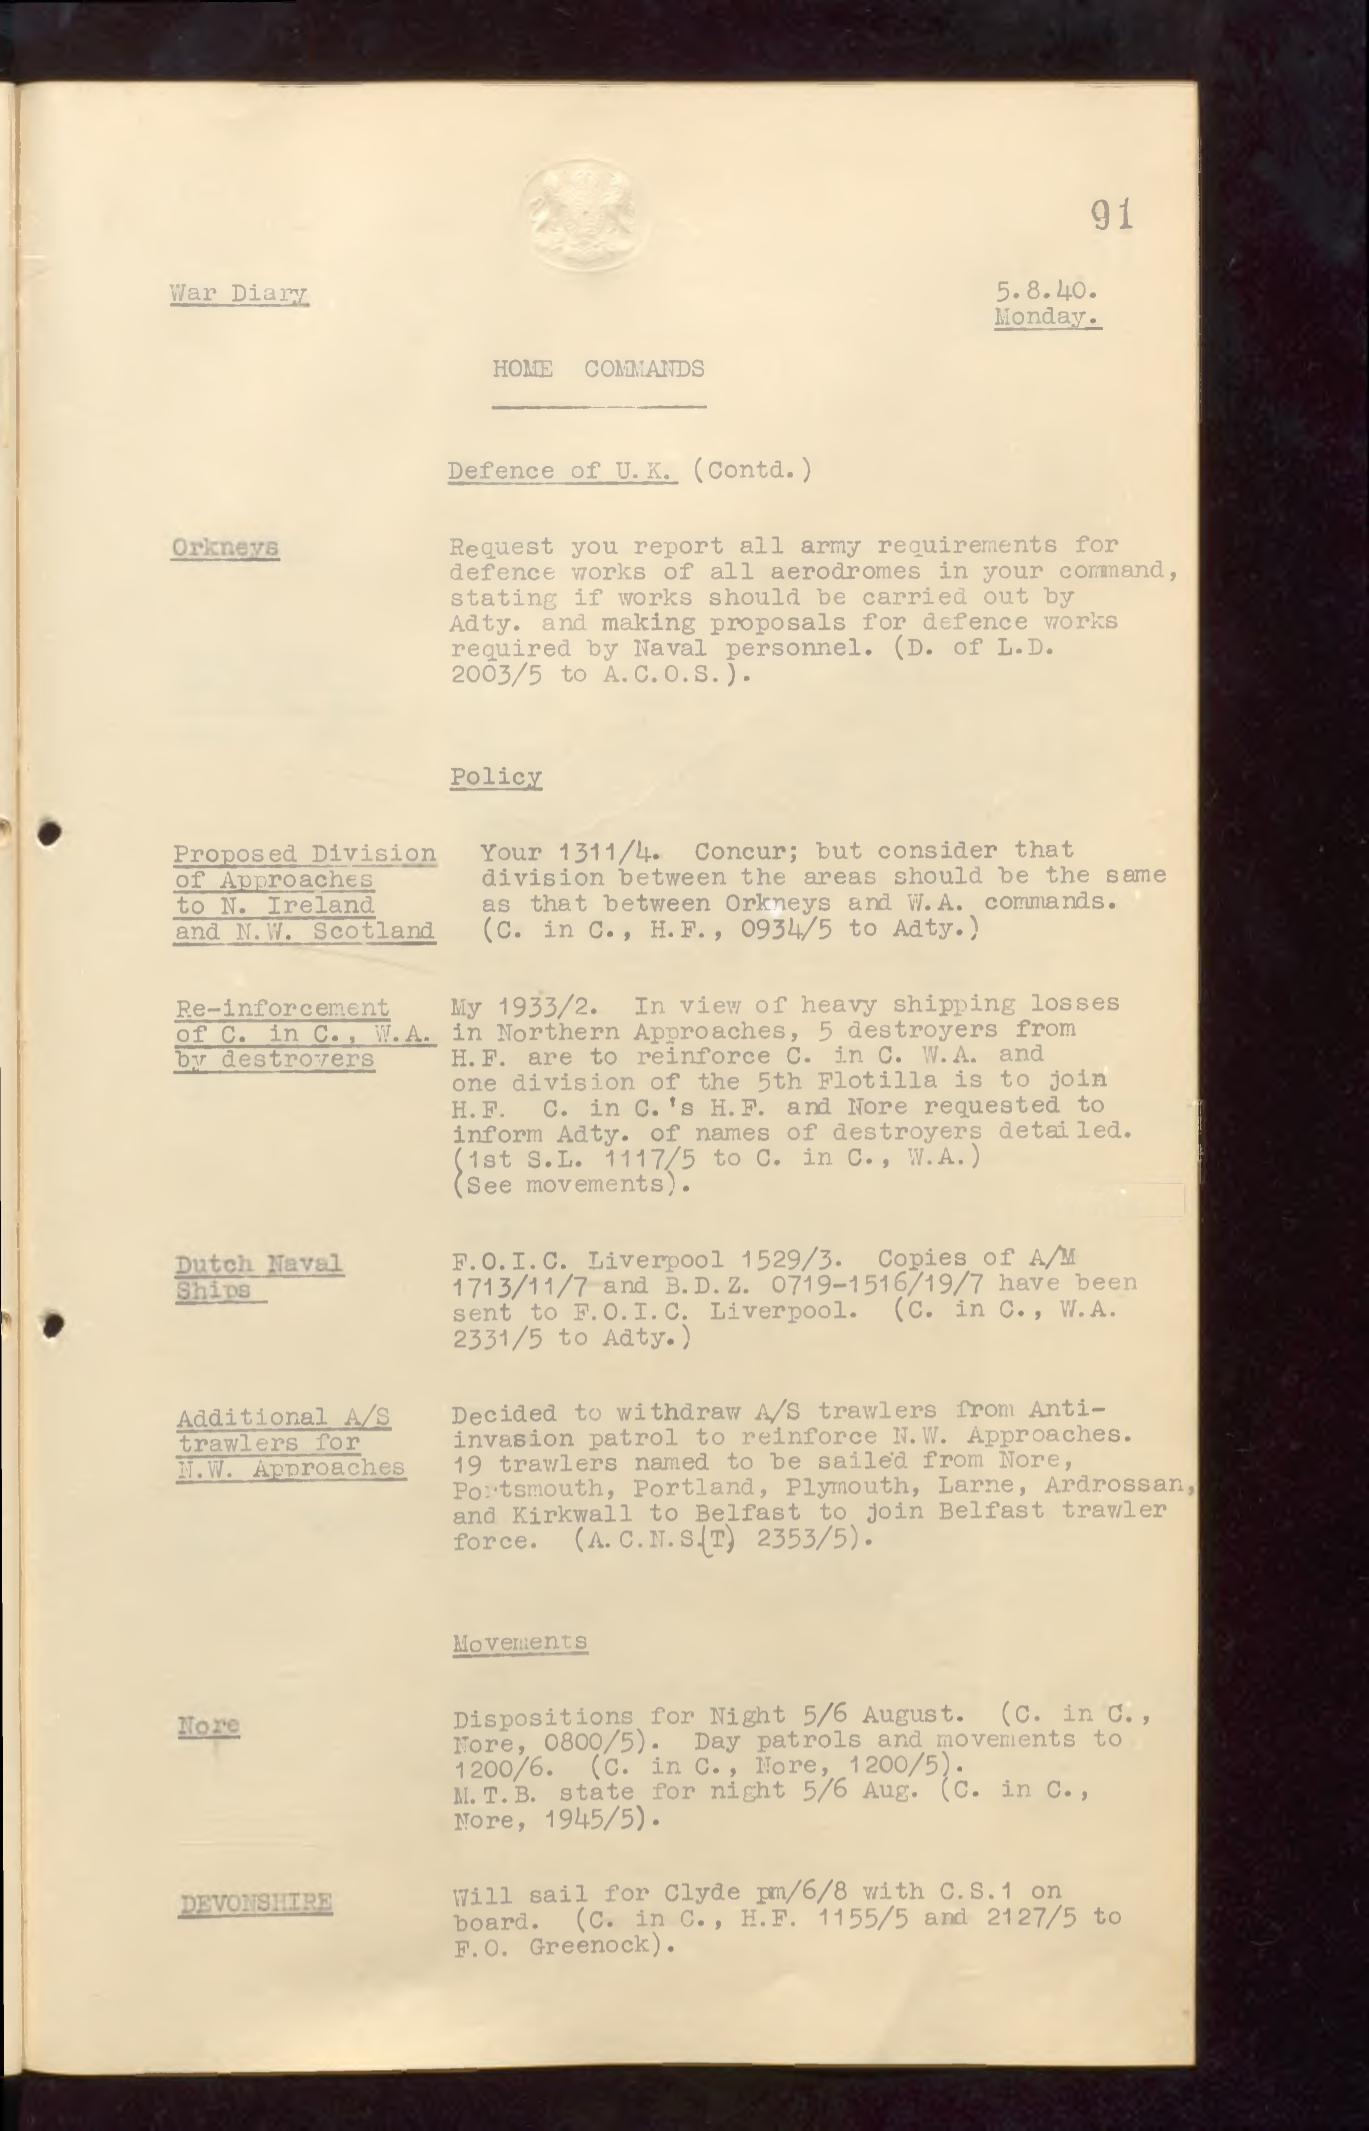 91
War Diary
5.8.40.
Monday.
HOME COMMANDS
Defence of U.K. (Contd.)
Orkneys
Request you report all army requirements for
defence works of all aerodromes in your command,
stating if works should be carried out by
Adty. and making proposals for defence works
required by Naval personnel. (D. of L.D.
2003/5 to A.C.O.S.).
Policy
Proposed Division
of Approaches
to N. Ireland
and N.W. Scotland
Your 1311/4. Concur; but consider that
division between the areas should be the same
as that between Orkneys and W.A. commands.
(C. in C., H.F., 0934/5 to Adty.)
Re-inforcement
of C. in C., W.A.
by destroyers
My 1933/2. In view of heavy shipping losses
in Northern Approaches, 5 destroyers from
H.F. are to reinforce C. in C. W.A. and
one division of the 5th Flotilla is to join
H.F. C. in C.'s H.F. and Nore requested to
inform Adty. of names of destroyers detailed.
(1st S.L. 1117/5 to C. in C., W.A.)
(See movements).
Dutch Naval
Ships
F.O.I.C. Liverpool 1529/3. Copies of A/M
1713/11/7 and B.D.Z. 0719-1516/19/7 have been
sent to F.O.I.C. Liverpool. (C. in C., W.A.
2331/5 to Adty.)
Additional A/S
trawlers for
N.W. Approaches
Decided to withdraw A/S trawlers from Anti-
invasion patrol to reinforce N.W. Approaches.
19 trawlers named to be sailed from Nore,
Portsmouth, Portland, Plymouth, Larne, Ardrossan,
and Kirkwall to Belfast to join Belfast trawler
force. (A.C.N.S.(T) 2353/5).
Movements
Nore
Dispositions for Night 5/6 August. (C. in C.,
Nore, 0800/5). Day patrols and movements to
1200/6. (C. in C., Nore, 1200/5).
M.T.B. state for night 5/6 Aug. (C. in C.,
Nore, 1945/5).
DEVONSHIRE
Will sail for Clyde pm/6/8 with C.S.1 on
board. (C. in C., H.F. 1155/5 and 2127/5 to
F.O. Greenock).